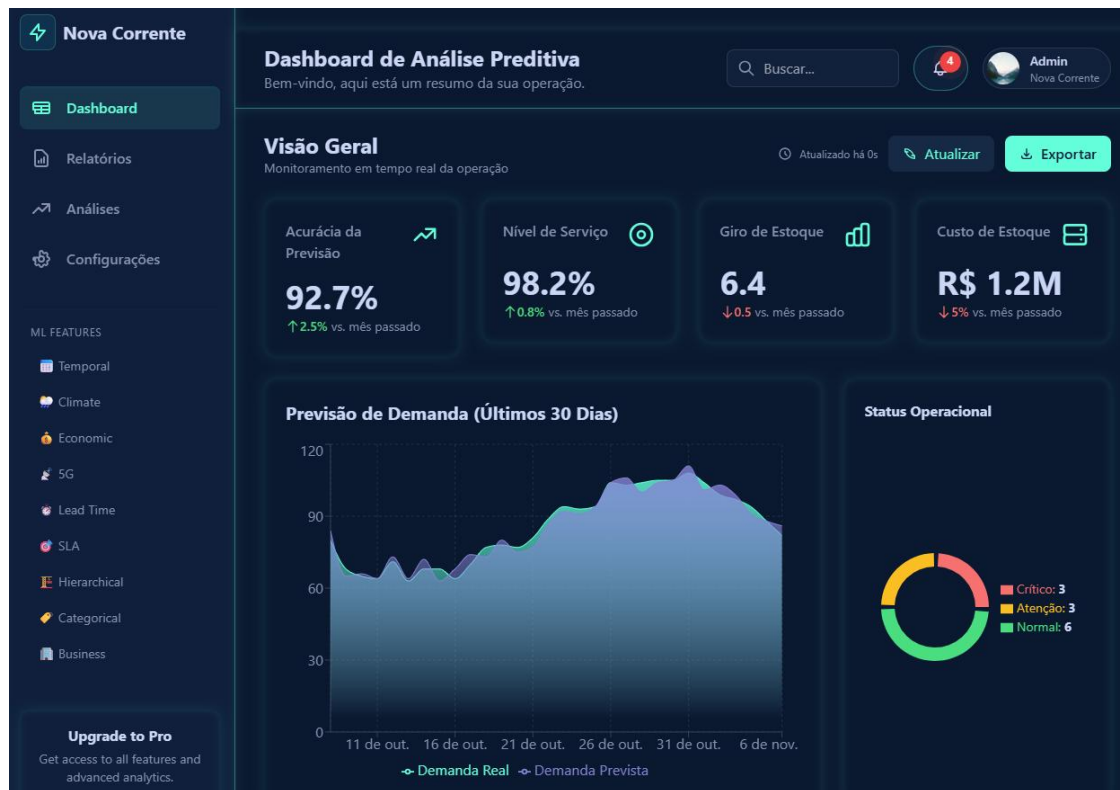 Nova Corrente
Dashboard
Relatórios
Análises
Configurações
ML FEATURES
Temporal
Climate
Economic
5G
Lead Time
SLA
Hierarchical
Categorical
Business
Upgrade to Pro
Get access to all features and
advanced analytics.
Dashboard de Análise Preditiva
Bem-vindo, aqui está um resumo da sua operação.
Buscar...
4
Admin
Nova Corrente
Visão Geral
Monitoramento em tempo real da operação
Atualizado há 0s
Atualizar
Exportar
Acurácia da
Previsão
92.7%
↑2.5% vs. mês passado
Nível de Serviço
98.2%
↑0.8% vs. mês passado
Giro de Estoque
6.4
↓0.5 vs. mês passado
Custo de Estoque
R$ 1.2M
↓5% vs. mês passado
Previsão de Demanda (Últimos 30 Dias)
120
90
60
30
0
11 de out. 16 de out. 21 de out. 26 de out. 31 de out. 6 de nov.
Demanda Real Demanda Prevista
Status Operacional
Crítico: 3
Atenção: 3
Normal: 6